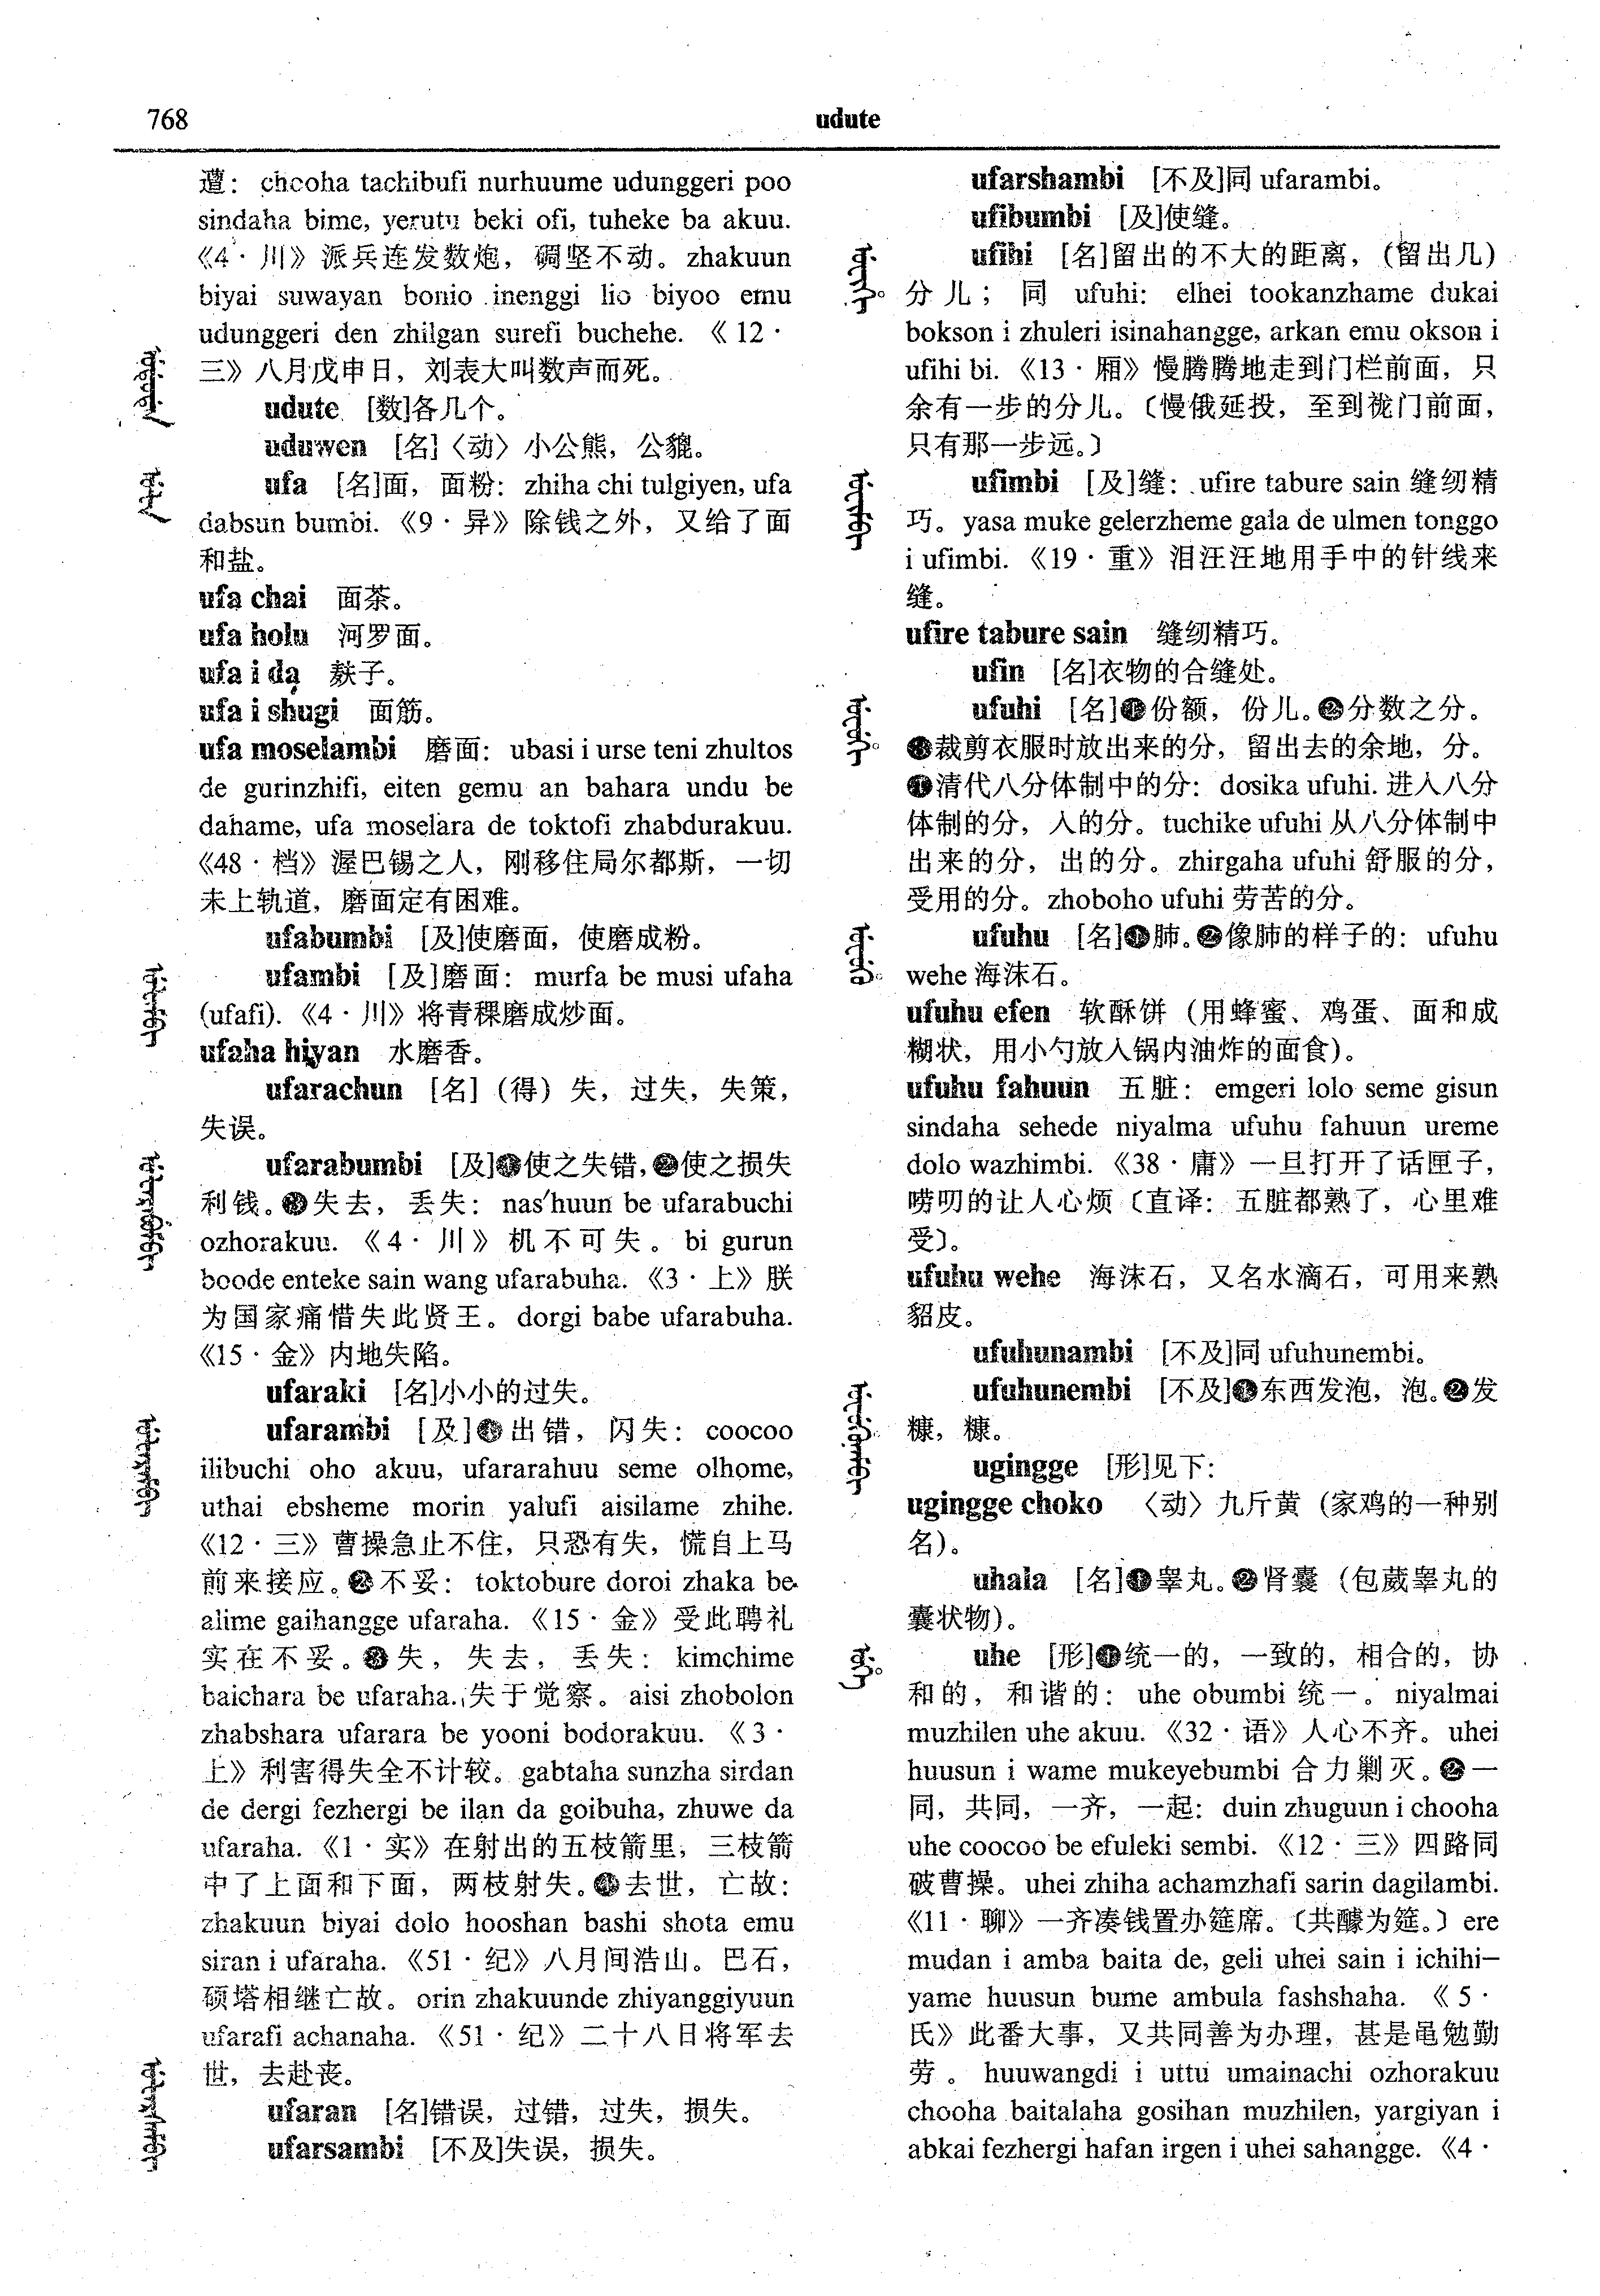 768
udute
遭：chooha tachibufi nurhuume udunggeri poo
sindaha bime, yerutu beki ofi, tuheke ba akuu.
《4·川》派兵连发数炮，碉坚不动。zhakuun
biyai suwayan bonio inenggi lio biyoo emu
udunggeri den zhilgan surefi buchehe.《12·
三》八月戊申日，刘表大叫数声而死。
udute [数]各几个。
uduwen [名]〈动〉小公熊，公貔。
ufa [名]面，面粉：zhiha chi tulgiyen, ufa
dabsun bumbi.《9·异》除钱之外，又给了面
和盐。
ufa chai 面茶。
ufa holu 河罗面。
ufa i da 麸子。
ufa i shugi 面筋。
ufa moselambi 磨面：ubasi i urse teni zhultos
de gurinzhifi, eiten gemu an bahara undu be
dahame, ufa moselara de toktofi zhabdurakuu.
《48·档》渥巴锡之人，刚移住局尔都斯，一切
未上轨道，磨面定有困难。
ufabumbi [及]使磨面，使磨成粉。
ufambi [及]磨面：murfa be musi ufaha
(ufafi).《4·川》将青稞磨成炒面。
ufaha hiyan 水磨香。
ufarachun [名]（得）失，过失，失策，
失误。
ufarabumbi [及]❶使之失错，❷使之损失
利钱。❸失去，丢失：nas'huun be ufarabuchi
ozhorakuu.《4·川》机不可失。bi gurun
boode enteke sain wang ufarabuha.《3·上》朕
为国家痛惜失此贤王。dorgi babe ufarabuha.
《15·金》内地失陷。
ufaraki [名]小小的过失。
ufarambi [及]❶出错，闪失：coocoo
ilibuchi oho akuu, ufararahuu seme olhome,
uthai ebsheme morin yalufi aisilame zhihe.
《12·三》曹操急止不住，只恐有失，慌自上马
前来接应。❷不妥：toktobure doroi zhaka be
alime gaihangge ufaraha.《15·金》受此聘礼
实在不妥。❸失，失去，丢失：kimchime
baichara be ufaraha.失于觉察。aisi zhobolon
zhabshara ufarara be yooni bodorakuu.《3·
上》利害得失全不计较。gabtaha sunzha sirdan
de dergi fezhergi be ilan da goibuha, zhuwe da
ufaraha.《1·实》在射出的五枝箭里，三枝箭
中了上面和下面，两枝射失。❹去世，亡故：
zhakuun biyai dolo hooshan bashi shota emu
siran i ufaraha.《51·纪》八月间浩山。巴石，
硕塔相继亡故。orin zhakuunde zhiyanggiyuun
ufarafi achanaha.《51·纪》二十八日将军去
世，去赴丧。
ufaran [名]错误，过错，过失，损失。
ufarsambi [不及]失误，损失。
ufarshambi [不及]同 ufarambi。
ufibumbi [及]使缝。
ufihi [名]留出的不大的距离，（留出几）
分儿；同 ufuhi：elhei tookanzhame dukai
bokson i zhuleri isinahangge, arkan emu okson i
ufihi bi.《13·厢》慢腾腾地走到门栏前面，只
余有一步的分儿。〔慢俄延投，至到栊门前面，
只有那一步远。〕
ufimbi [及]缝：ufire tabure sain 缝纫精
巧。yasa muke gelerzheme gala de ulmen tonggo
i ufimbi.《19·重》泪汪汪地用手中的针线来
缝。
ufire tabure sain 缝纫精巧。
ufin [名]衣物的合缝处。
ufuhi [名]❶份额，份儿。❷分数之分。
❸裁剪衣服时放出来的分，留出去的余地，分。
❹清代八分体制中的分：dosika ufuhi. 进入八分
体制的分，入的分。tuchike ufuhi 从八分体制中
出来的分，出的分。zhirgaha ufuhi 舒服的分，
受用的分。zhoboho ufuhi 劳苦的分。
ufuhu [名]❶肺。❷像肺的样子的：ufuhu
wehe 海沫石。
ufuhu efen 软酥饼（用蜂蜜、鸡蛋、面和成
糊状，用小勺放入锅内油炸的面食）。
ufuhu fahuun 五脏：emgeri lolo seme gisun
sindaha sehede niyalma ufuhu fahuun ureme
dolo wazhimbi.《38·庸》一旦打开了话匣子，
唠叨的让人心烦〔直译：五脏都熟了，心里难
受〕。
ufuhu wehe 海沫石，又名水滴石，可用来熟
貂皮。
ufuhunambi [不及]同 ufuhunembi。
ufuhunembi [不及]❶东西发泡，泡。❷发
糠，糠。
ugingge [形]见下：
ugingge choko 〈动〉九斤黄（家鸡的一种别
名）。
uhala [名]❶睾丸。❷肾囊（包葳睾丸的
囊状物）。
uhe [形]❶统一的，一致的，相合的，协
和的，和谐的：uhe obumbi 统一。niyalmai
muzhilen uhe akuu.《32·语》人心不齐。uhei
huusun i wame mukeyebumbi 合力剿灭。❷一
同，共同，一齐，一起：duin zhuguun i chooha
uhe coocoo be efuleki sembi.《12·三》四路同
破曹操。uhei zhiha achamzhafi sarin dagilambi.
《11·聊》一齐凑钱置办筵席。〔共醵为筵。〕ere
mudan i amba baita de, geli uhei sain i ichihi-
yame huusun bume ambula fashshaha.《5·
氏》此番大事，又共同善为办理，甚是黾勉勤
劳。huuwangdi i uttu umainachi ozhorakuu
chooha baitalaha gosihan muzhilen, yargiyan i
abkai fezhergi hafan irgen i uhei sahangge.《4·